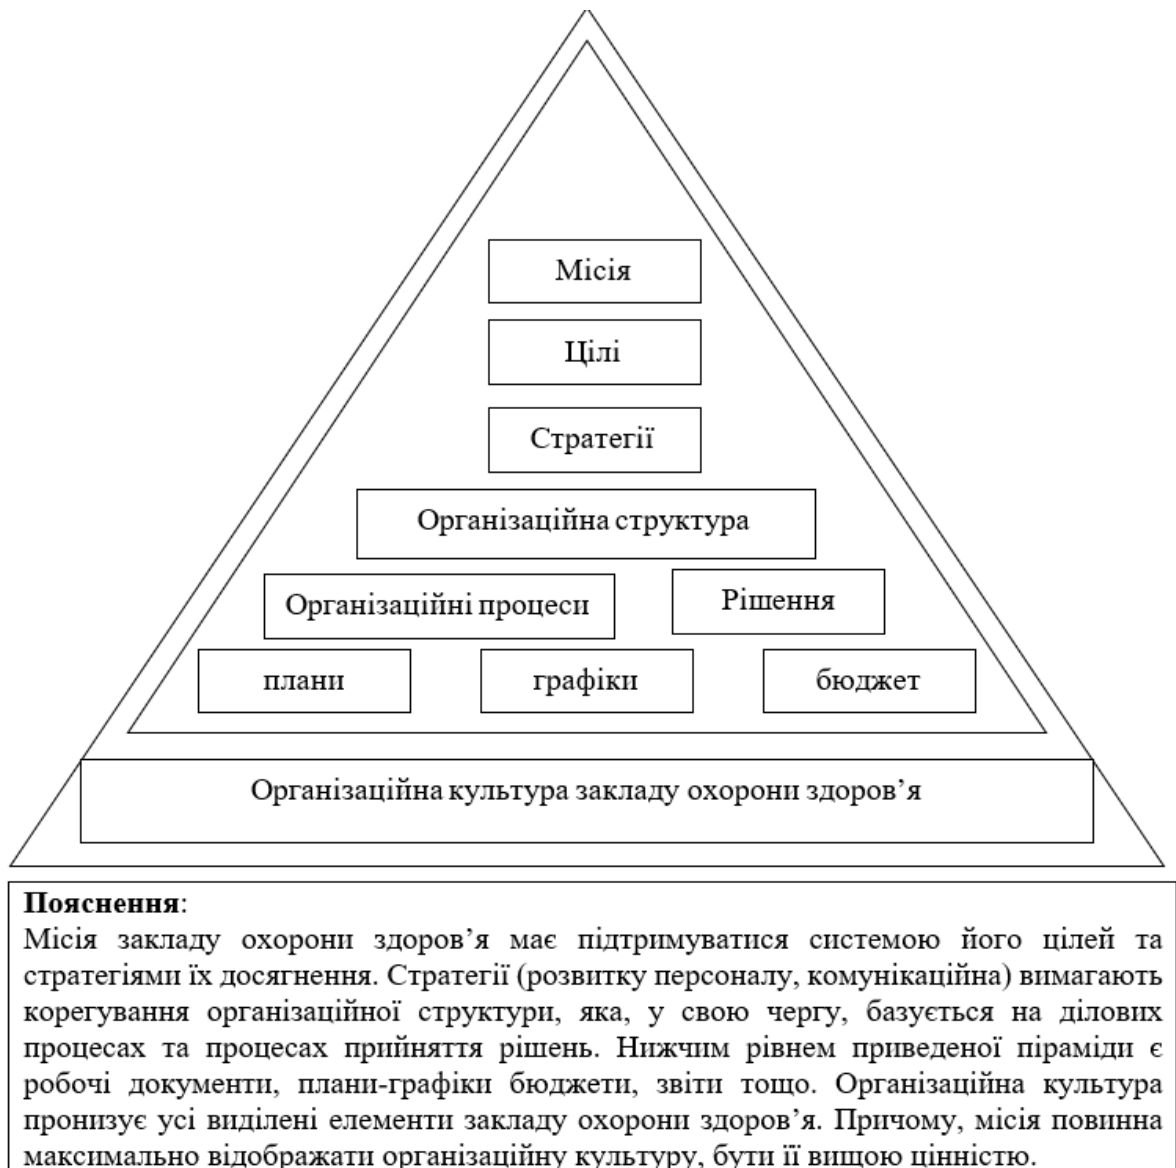 Місія
Цілі
Стратегії
Організаційна структура
Організаційні процеси
Рішення
плани
графіки
бюджет
Організаційна культура закладу охорони здоров’я
Пояснення:
Місія закладу охорони здоров’я має підтримуватися системою його цілей та
стратегіями їх досягнення. Стратегії (розвитку персоналу, комунікаційна) вимагають
корегування організаційної структури, яка, у свою чергу, базується на ділових
процесах та процесах прийняття рішень. Нижчим рівнем приведеної піраміди є
робочі документи, плани-графіки бюджети, звіти тощо. Організаційна культура
пронизує усі виділені елементи закладу охорони здоров’я. Причому, місія повинна
максимально відображати організаційну культуру, бути її вищою цінністю.